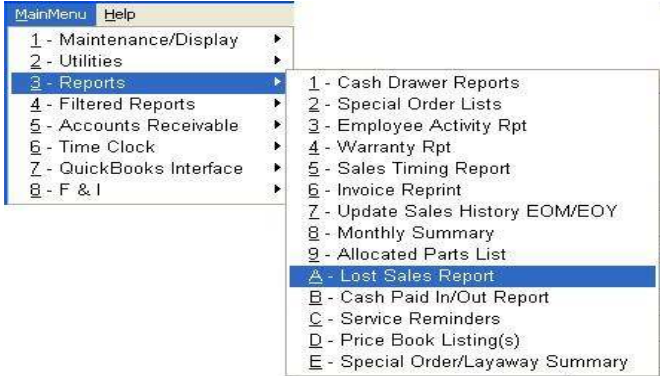 MainMenu Help
1 - Maintenance/Display
2 - Utilities
3 - Reports
4 - Filtered Reports
5 - Accounts Receivable
6 - Time Clock
7 - QuickBooks Interface
8 - F & I
1 - Cash Drawer Reports
2 - Special Order Lists
3 - Employee Activity Rpt
4 - Warranty Rpt
5 - Sales Timing Report
6 - Invoice Reprint
7 - Update Sales History EOM/EOY
8 - Monthly Summary
9 - Allocated Parts List
A - Lost Sales Report
B - Cash Paid In/Out Report
C - Service Reminders
D - Price Book Listing(s)
E - Special Order/Layaway Summary